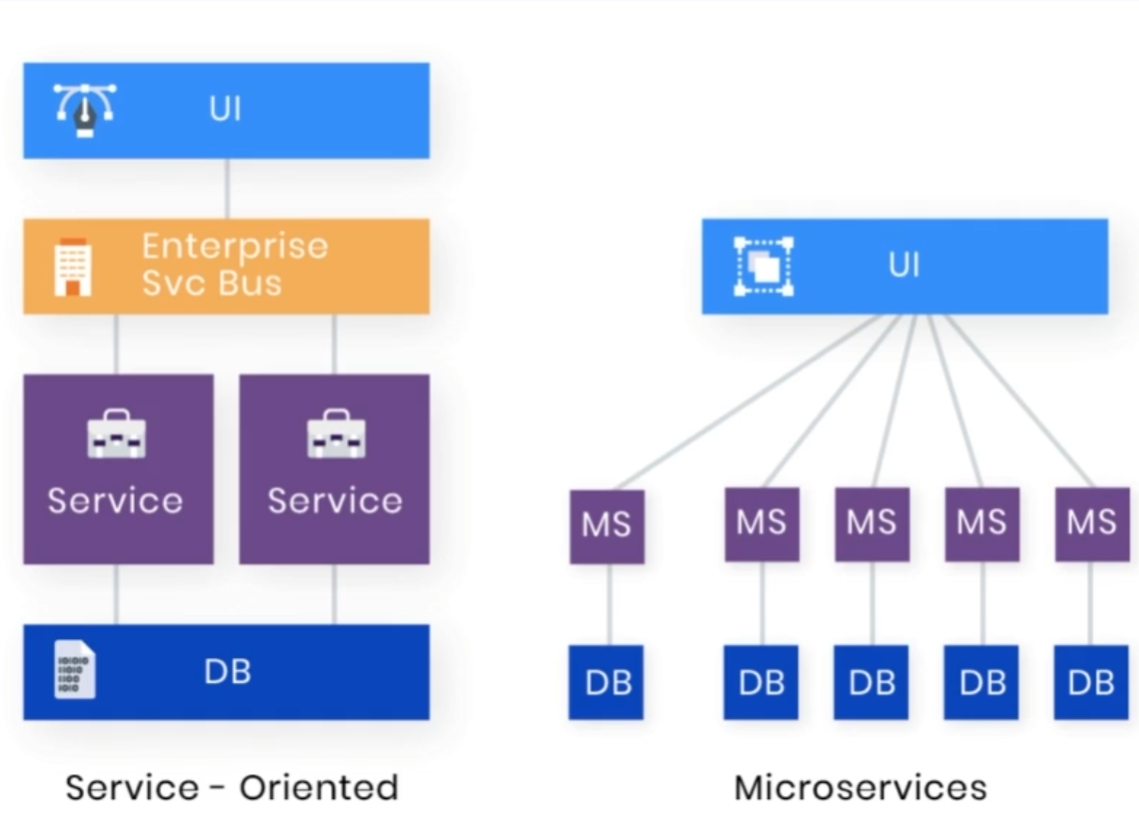 UI
Enterprise
Svc Bus
Service
Service
DB
Service - Oriented
UI
MS
MS
MS
MS
MS
DB
DB
DB
DB
DB
Microservices